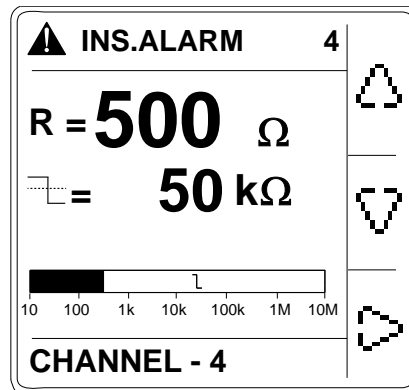 INS.ALARM 4
R = 500 Ω
= 50 kΩ
10 100 1k 10k 100k 1M 10M
CHANNEL - 4